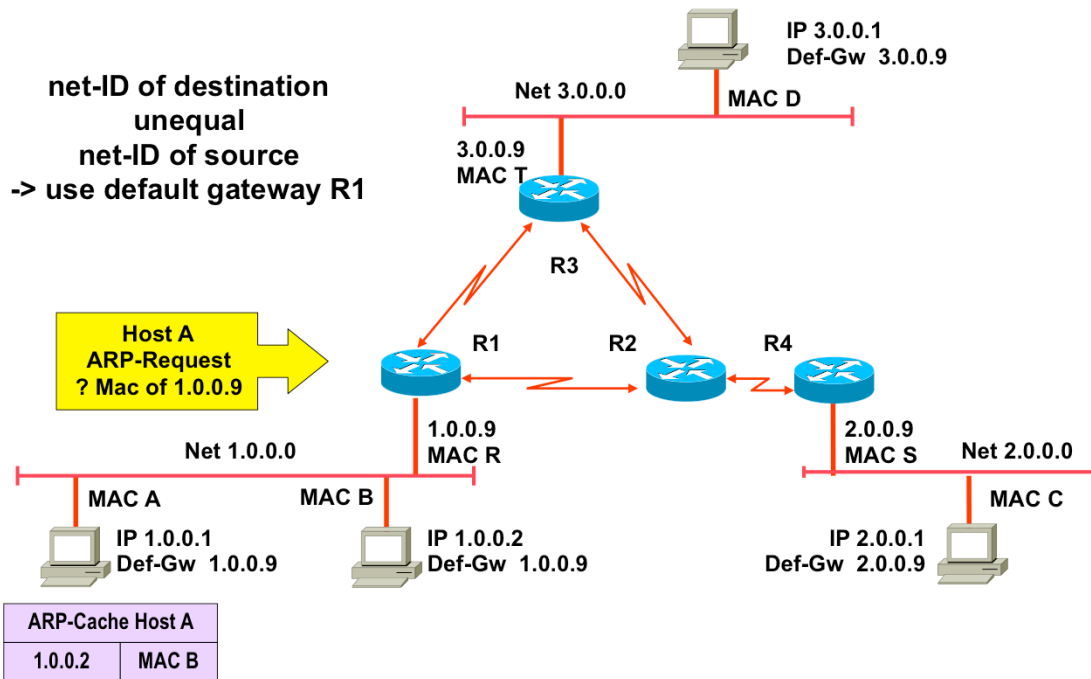 net-ID of destination
unequal
net-ID of source
-> use default gateway R1
IP 3.0.0.1
Def-Gw 3.0.0.9
Net 3.0.0.0
MAC D
3.0.0.9
MAC T
R3
Host A
ARP-Request
? Mac of 1.0.0.9
R1
R2
R4
1.0.0.9
MAC R
2.0.0.9
MAC S
Net 1.0.0.0
Net 2.0.0.0
MAC A
MAC B
MAC C
IP 1.0.0.1
Def-Gw 1.0.0.9
IP 1.0.0.2
Def-Gw 1.0.0.9
IP 2.0.0.1
Def-Gw 2.0.0.9
ARP-Cache Host A
1.0.0.2 MAC B